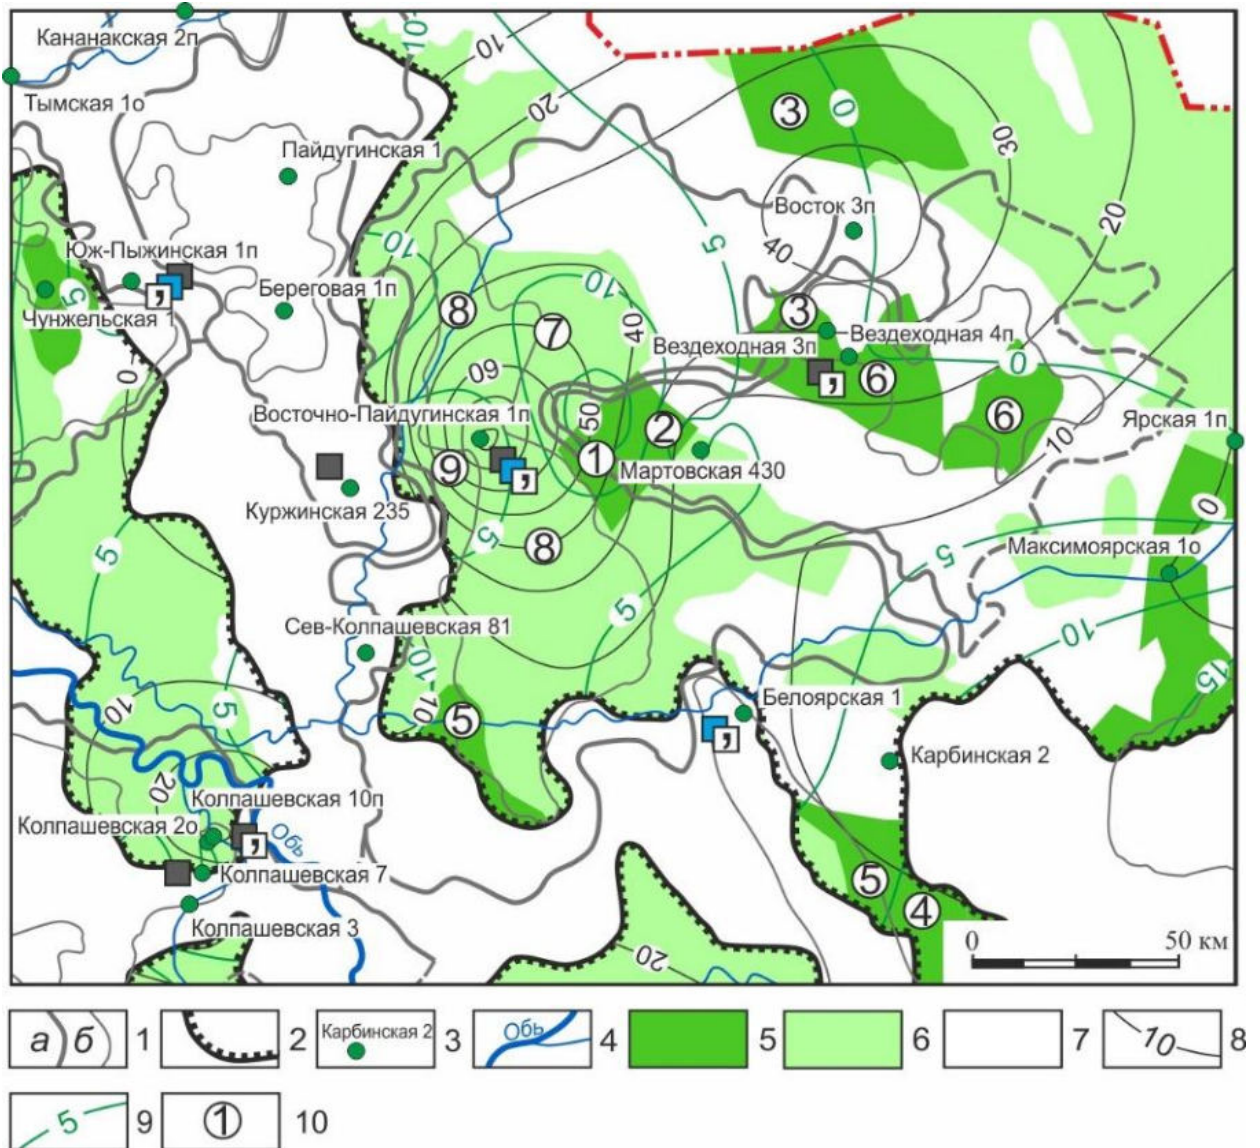 Кананакская 2п
10
5
10
Тымская 1о
20
3
0
30
Пайдугинская 1
Восток 3п
20
10
5
40
Юж-Пыжинская 1п
,
Береговая 1п
5
Чунжельская 1
8
7
10
40
3
Вездеходная 3п
Вездеходная 4п
0
0
60
,
6
6
Восточно-Пайдугинская 1п
50
2
10
Ярская 1п
9
,
1
Мартовская 430
Куржинская 235
0
5
5
8
5
Максимоярская 1о
Сев-Колпашевская 81
5
10
10
10
5
10
5
15
Белоярская 1
,
Карбинская 2
20
Колпашевская 10п
Колпашевская 2о
,
Обь
Колпашевская 7
5
4
Колпашевская 3
20
0
50 км
а б 1
2
Карбинская 2 3
Обь 4
5
6
7
10 8
5 9
1 10